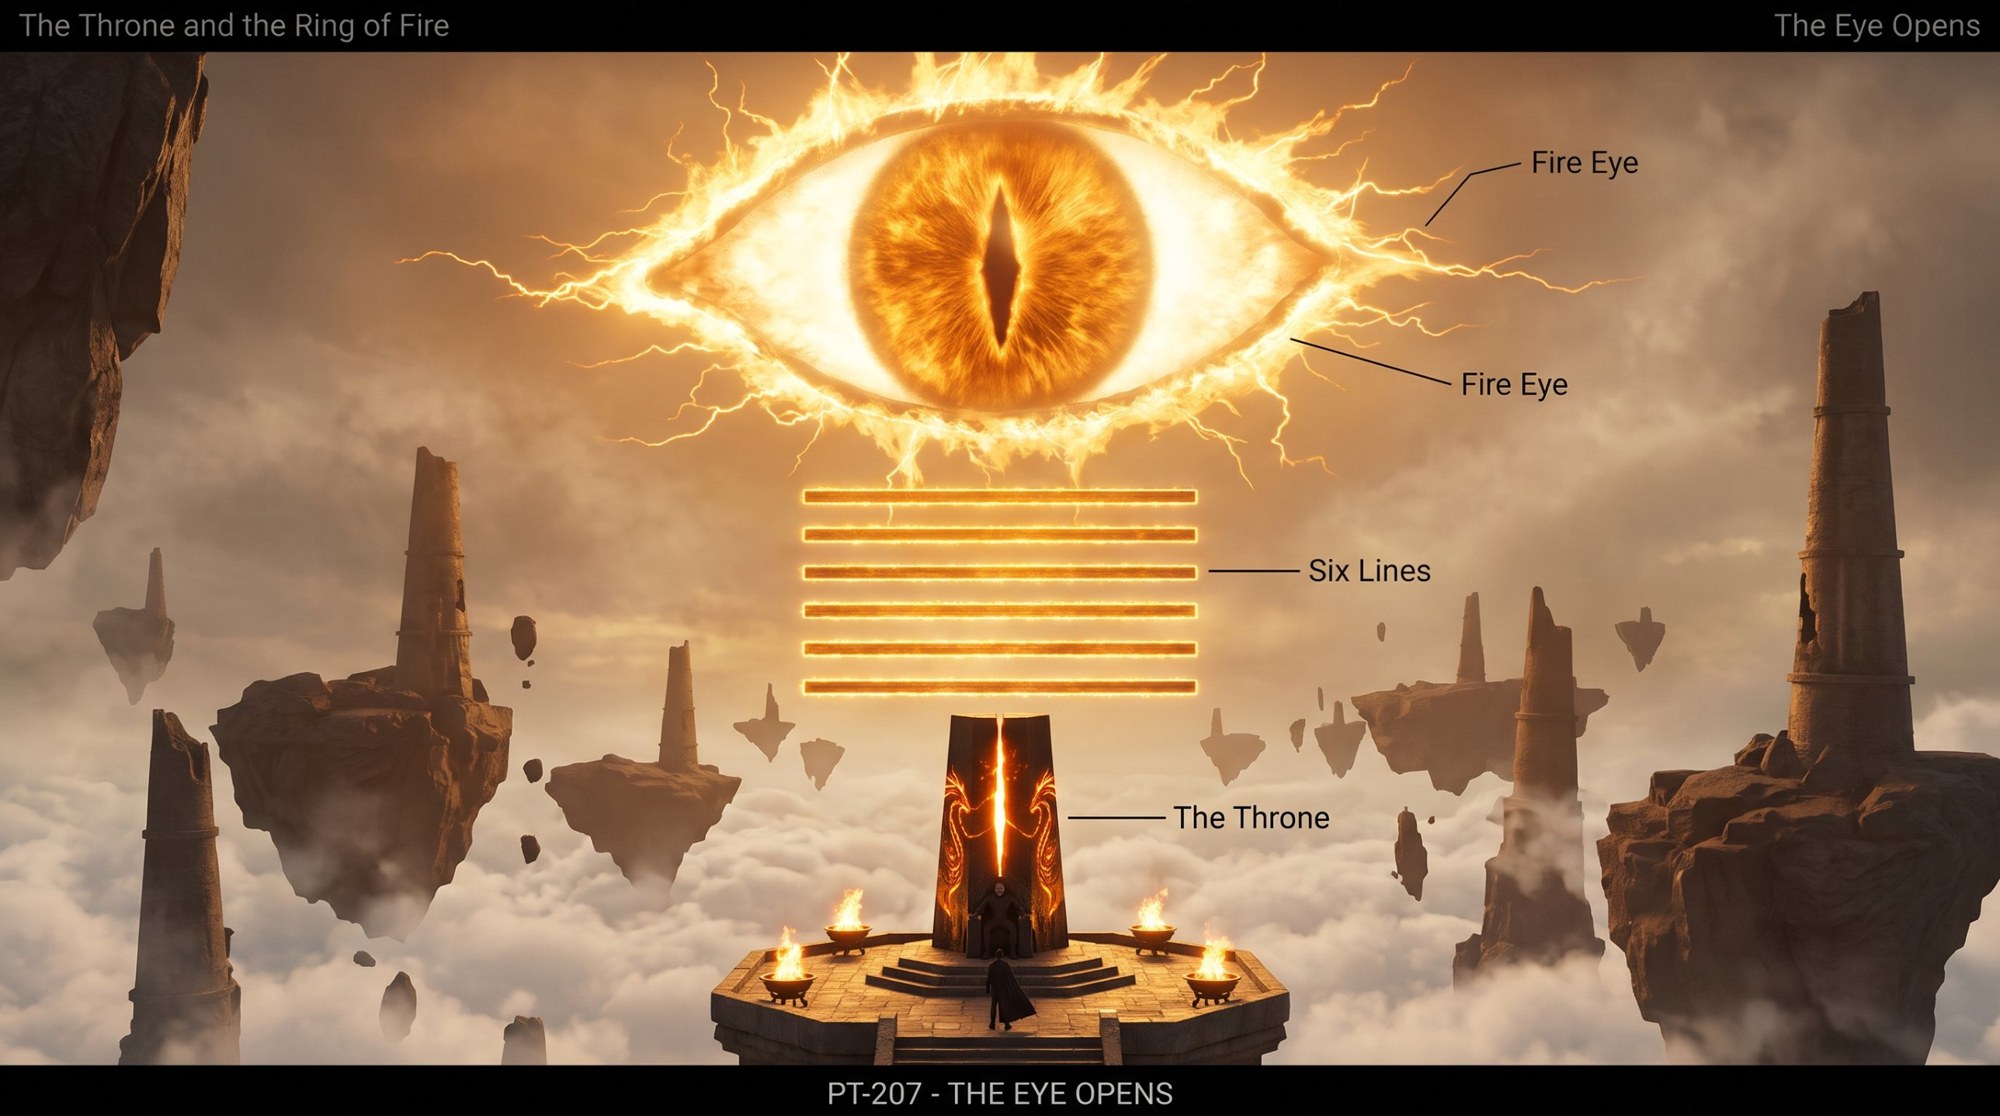 The Throne and the Ring of Fire
The Eye Opens
Fire Eye
Fire Eye
Six Lines
The Throne
PT-207 - THE EYE OPENS